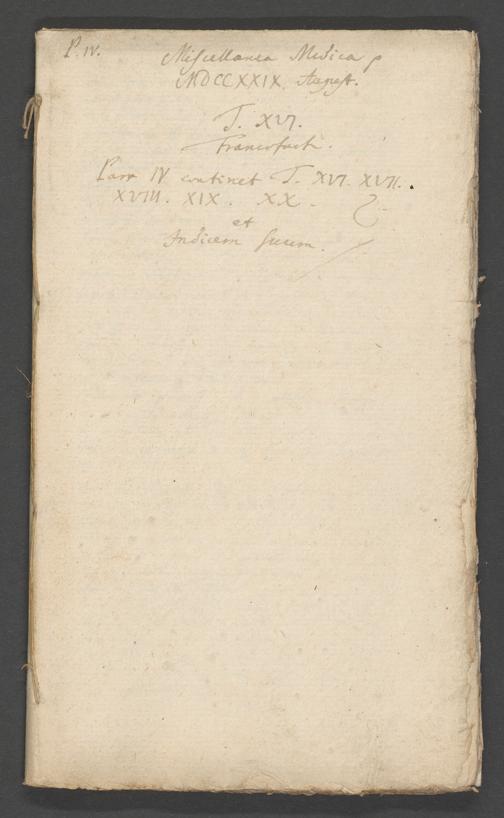 P. IV.
Miscellanea Medica
MDCCXXIX August.
T. XVI.
Francofurti.
Pars IV continet T. XVI. XVII.
XVIII. XIX. XX.
et
Indicem suum.